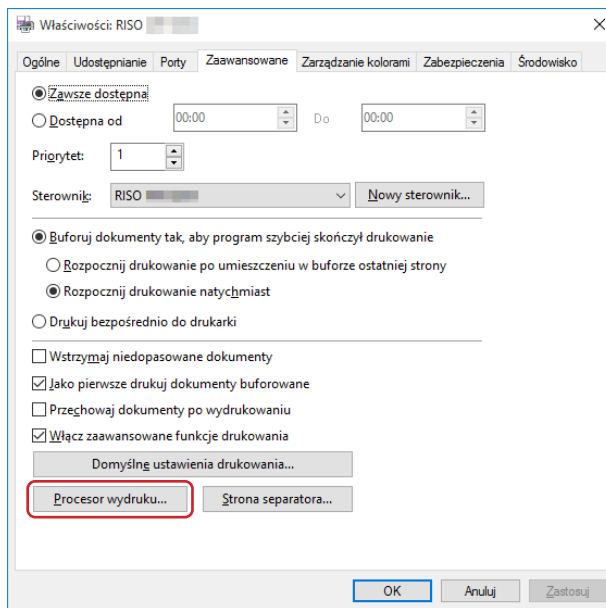 Właściwości: RISO
Ogólne Udostępnianie Porty Zaawansowane Zarządzanie kolorami Zabezpieczenia Środowisko
Zawsze dostępna
Dostępna od 00:00 Do 00:00
Priorytet: 1
Sterownik: RISO Nowy sterownik...
Buforuj dokumenty tak, aby program szybciej skończył drukowanie
Rozpocznij drukowanie po umieszczeniu w buforze ostatniej strony
Rozpocznij drukowanie natychmiast
Drukuj bezpośrednio do drukarki
Wstrzymaj niedopasowane dokumenty
Jako pierwsze drukuj dokumenty buforowane
Przechowaj dokumenty po wydrukowaniu
Włącz zaawansowane funkcje drukowania
Domyślne ustawienia drukowania...
Procesor wydruku... Strona separatora...
OK Anuluj Zastosuj